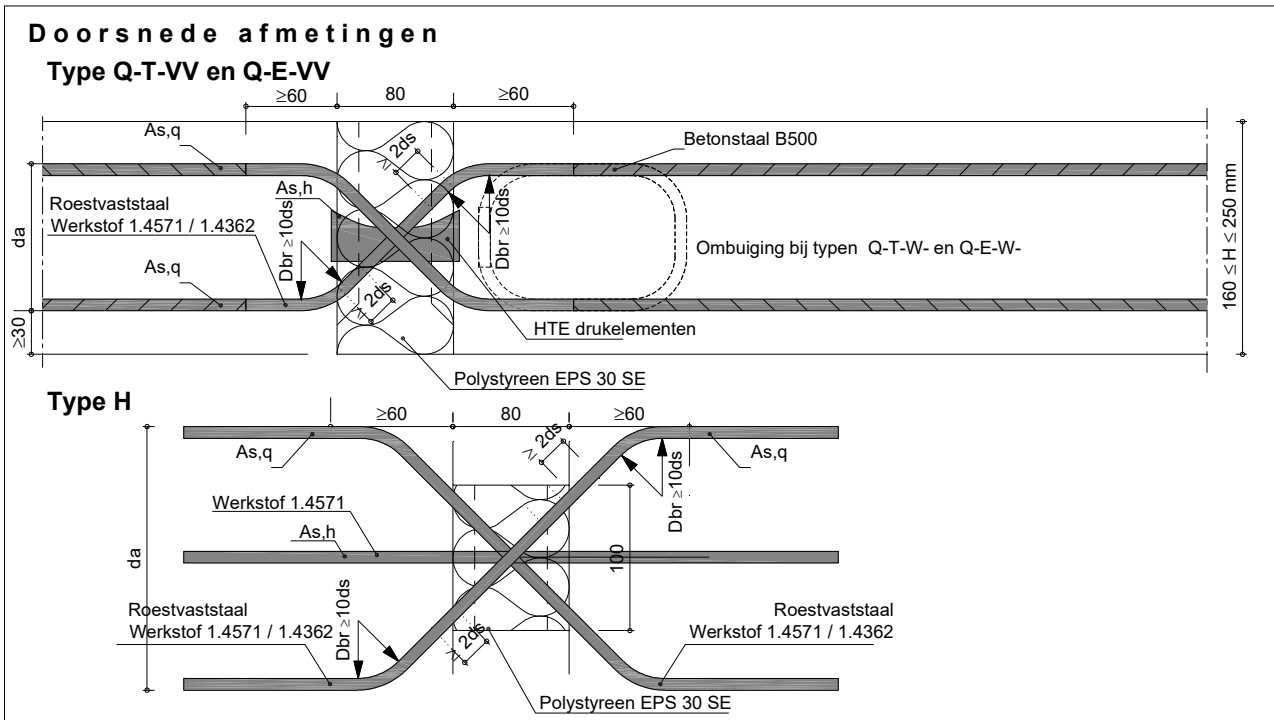 Doorsnede afmetingen
Type Q-T-VV en Q-E-VV
≥60
80
≥60
As,q
≥ 2ds
Betonstaal B500
As,h
Roestvaststaal
Werkstof 1.4571 / 1.4362
da
Dbr ≥10ds
Dbr ≥10ds
Ombuiging bij typen Q-T-W- en Q-E-W-
160 ≤ H ≤ 250 mm
As,q
≥ 2ds
≥30
HTE drukelementen
Polystyreen EPS 30 SE
Type H
≥60
80
≥60
≥ 2ds
As,q
As,q
Dbr ≥10ds
Werkstof 1.4571
As,h
da
100
Roestvaststaal
Werkstof 1.4571 / 1.4362
Dbr ≥10ds
≥ 2ds
Roestvaststaal
Werkstof 1.4571 / 1.4362
Polystyreen EPS 30 SE